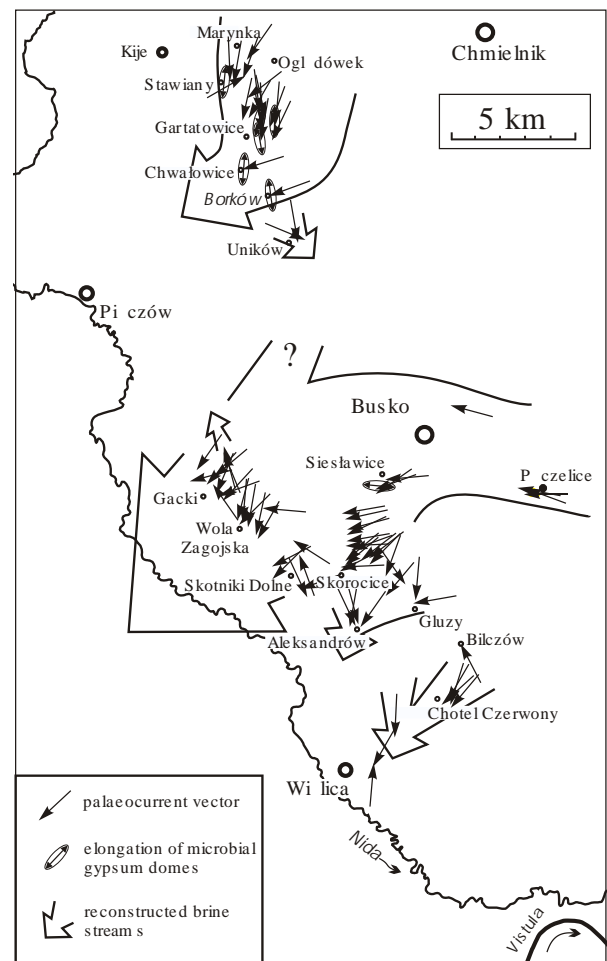 Marynka
Kije
Chmielnik
Ogl dówek
Stawiany
5 km
Gartatowice
Chwałowice
Borków
Uników
Pi czów
?
Busko
Siesławice
P czelice
Gacki
Wola
Zagojska
Skotniki Dolne
Skorocice
Gluzy
Aleksandrów
Bilczów
Chotel Czerwony
Wi lica
palaeocurrent vector
elongation of microbial
gypsum domes
reconstructed brine
streams
Nida
Vistula